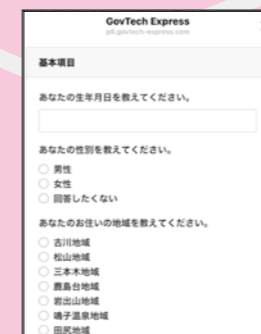 GovTech Express
p6.govtech-express.com
基本項目
あなたの生年月日を教えてください。
あなたの性別を教えてください。
男性
女性
回答したくない
あなたのお住いの地域を教えてください。
古川地域
松山地域
三本木地域
鹿島台地域
岩出山地域
鳴子温泉地域
田尻地域